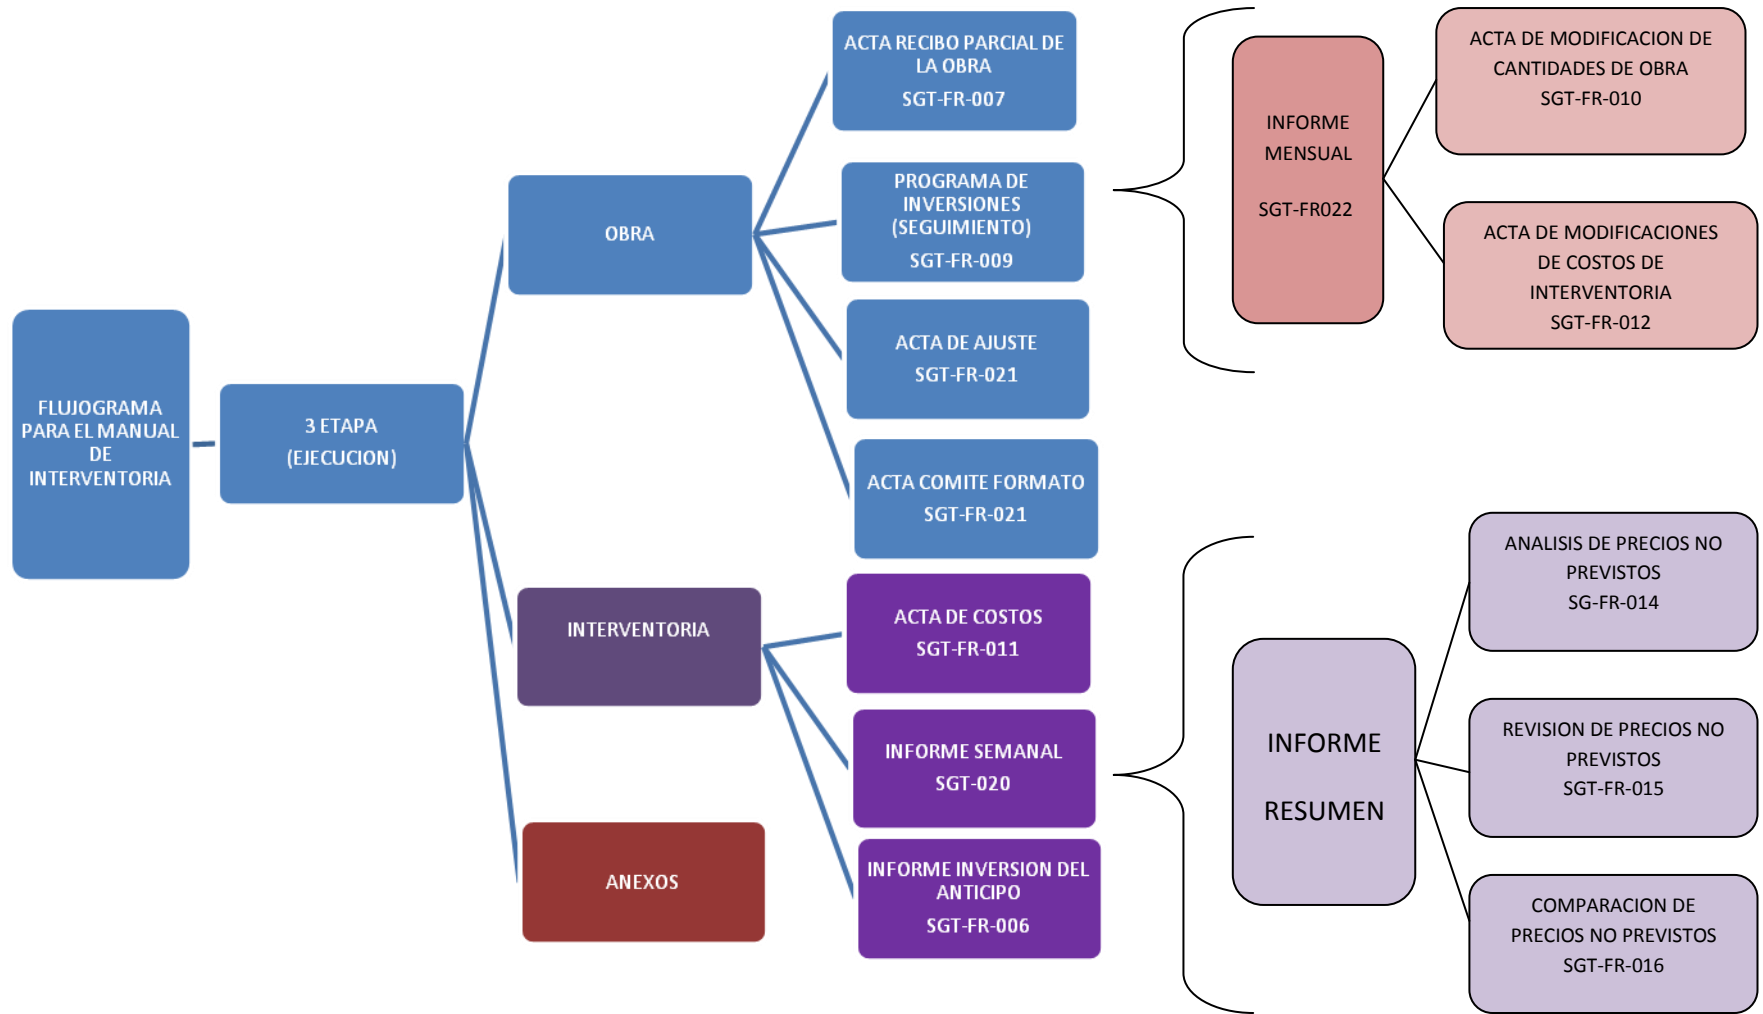 FLUJOGRAMA
PARA EL MANUAL
DE
INTERVENTORIA
3 ETAPA
(EJECUCION)
OBRA
INTERVENTORIA
ANEXOS
ACTA RECIBO PARCIAL DE
LA OBRA
SGT-FR-007
PROGRAMA DE
INVERSIONES
(SEGUIMIENTO)
SGT-FR-009
ACTA DE AJUSTE
SGT-FR-021
ACTA COMITE FORMATO
SGT-FR-021
ACTA DE COSTOS
SGT-FR-011
INFORME SEMANAL
SGT-020
INFORME INVERSION DEL
ANTICIPO
SGT-FR-006
INFORME
MENSUAL
SGT-FR022
ACTA DE MODIFICACION DE
CANTIDADES DE OBRA
SGT-FR-010
ACTA DE MODIFICACIONES
DE COSTOS DE
INTERVENTORIA
SGT-FR-012
INFORME
RESUMEN
ANALISIS DE PRECIOS NO
PREVISTOS
SG-FR-014
REVISION DE PRECIOS NO
PREVISTOS
SGT-FR-015
COMPARACION DE
PRECIOS NO PREVISTOS
SGT-FR-016